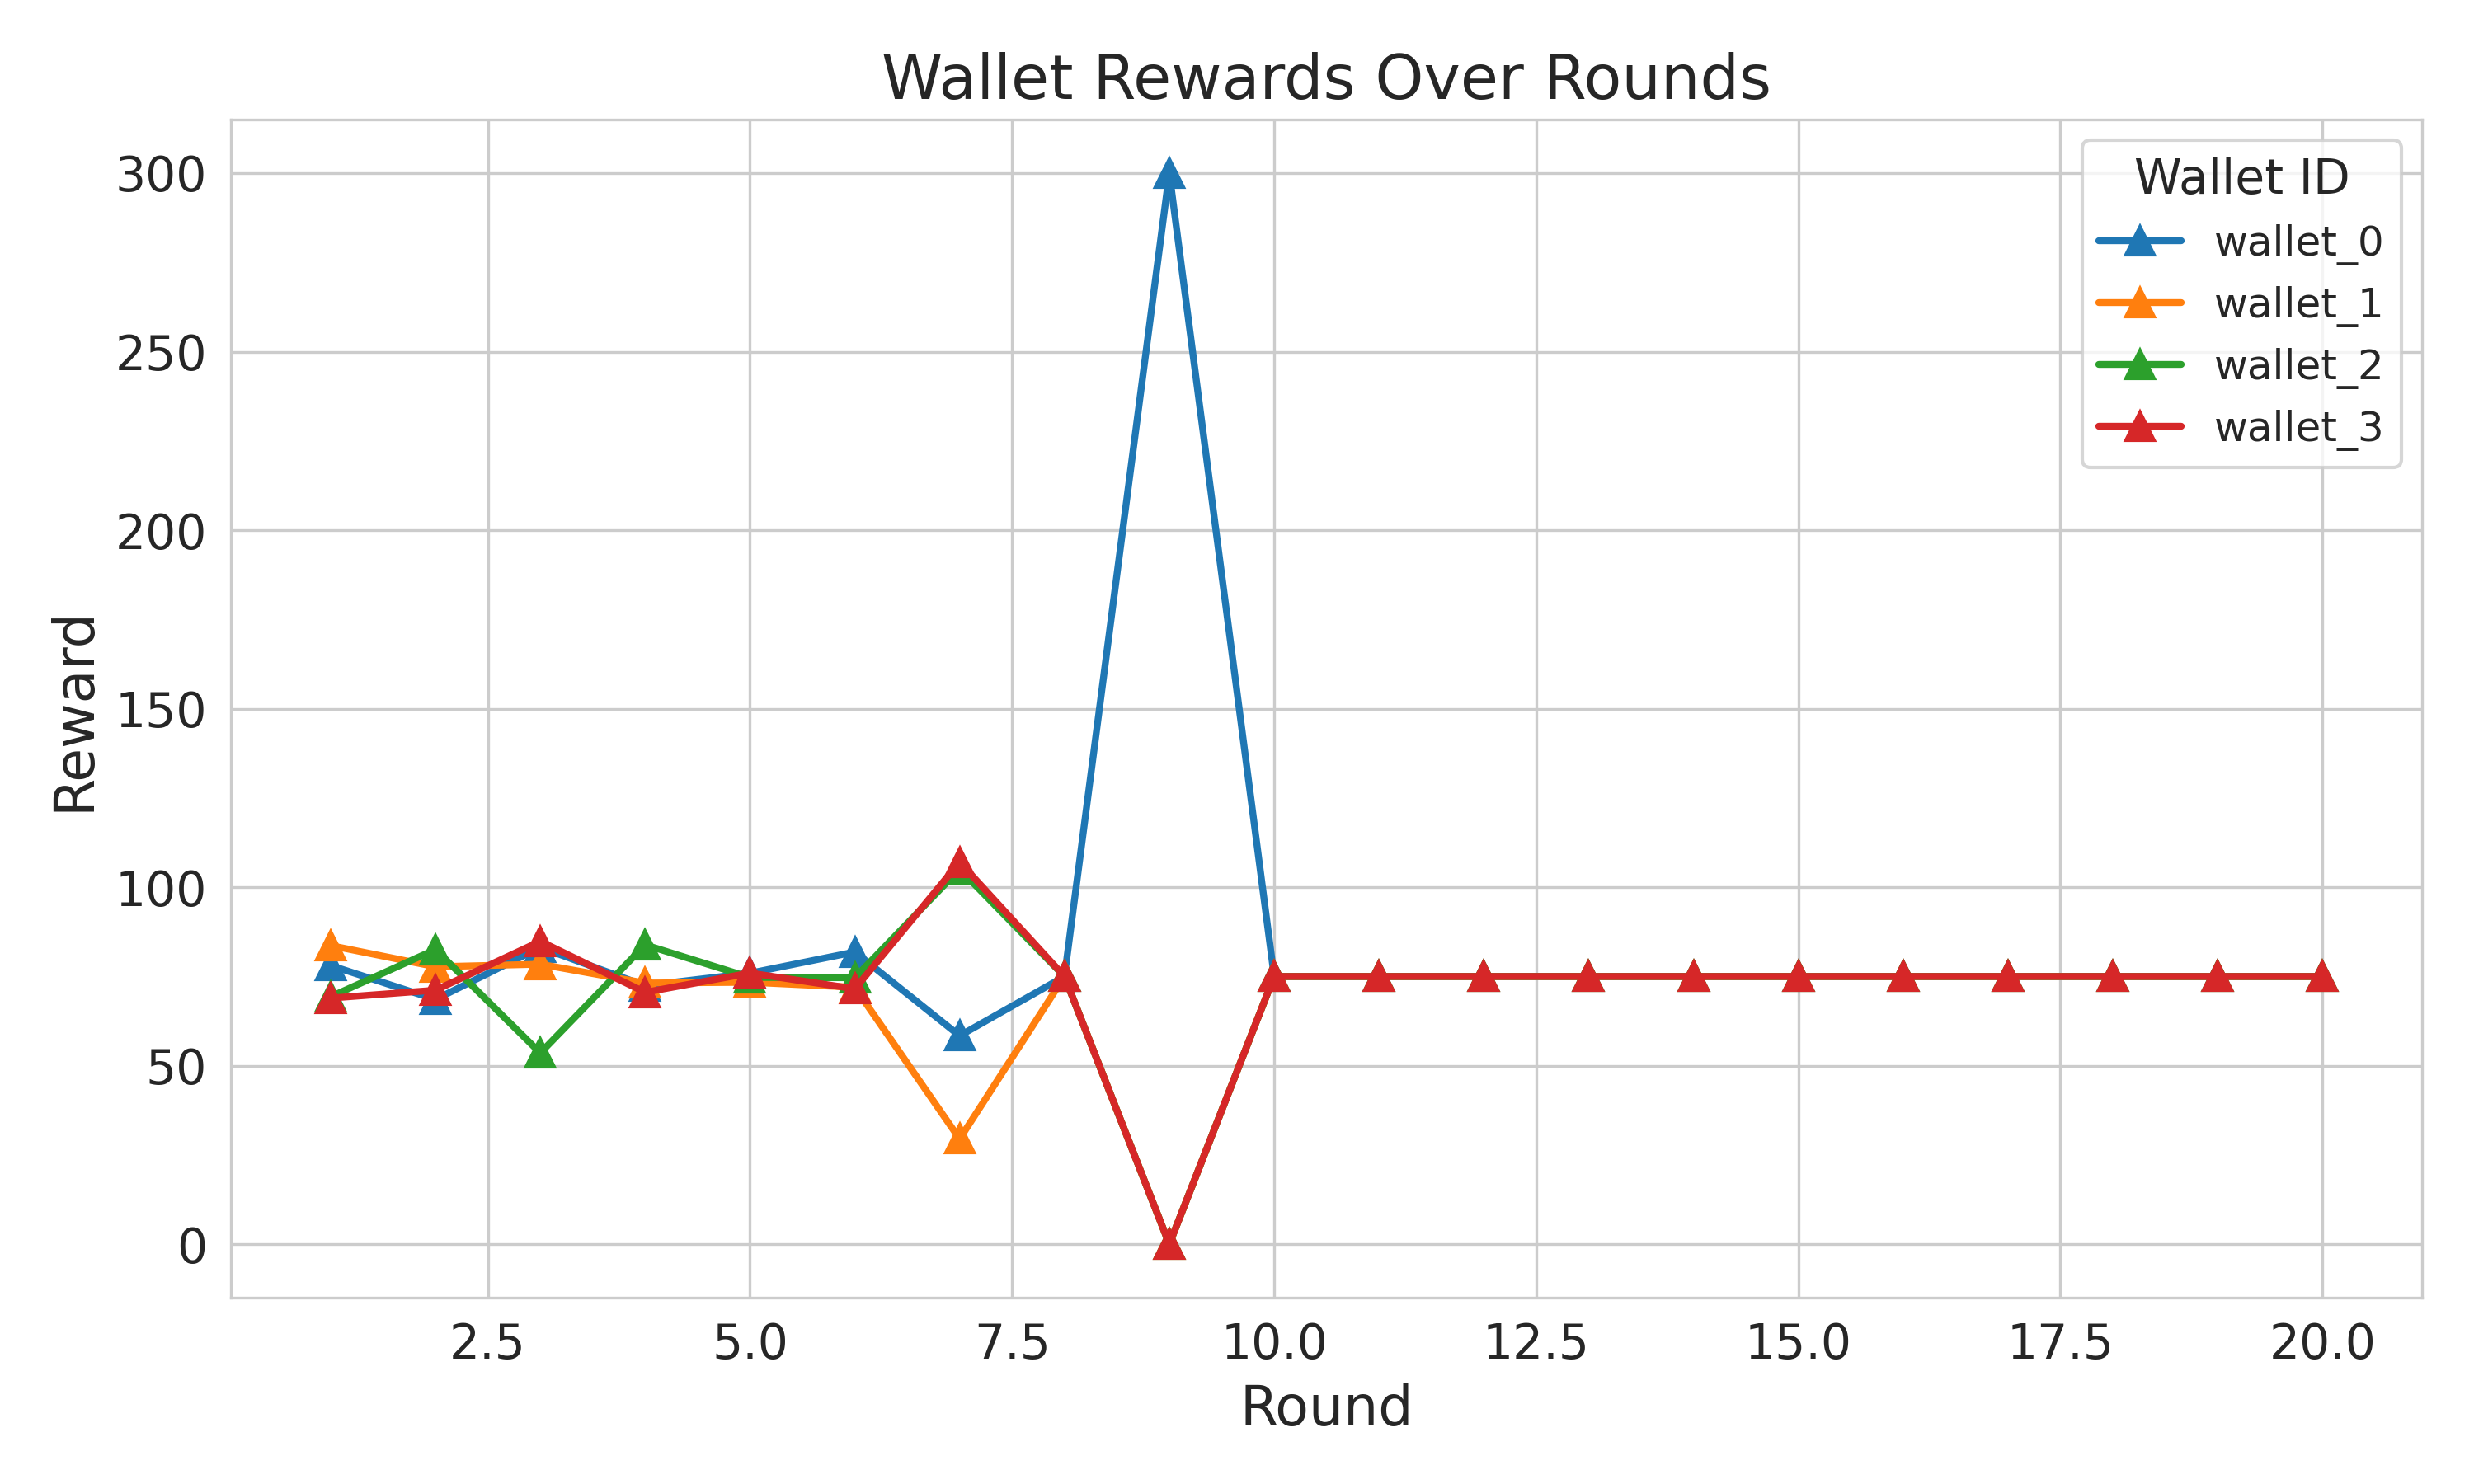 Wallet Rewards Over Rounds
300
250
200
150
100
50
0
Reward
Wallet ID
wallet_0
wallet_1
wallet_2
wallet_3
2.5 5.0 7.5 10.0 12.5 15.0 17.5 20.0
Round